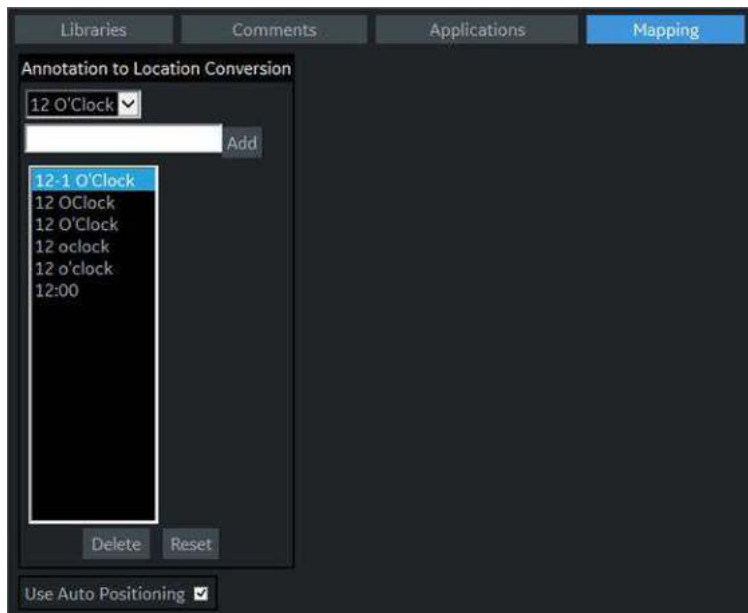 Libraries Comments Applications Mapping
Annotation to Location Conversion
12 O'Clock
Add
12-1 O'Clock
12 OClock
12 O'Clock
12 oclock
12 o'clock
12:00
Delete Reset
Use Auto Positioning